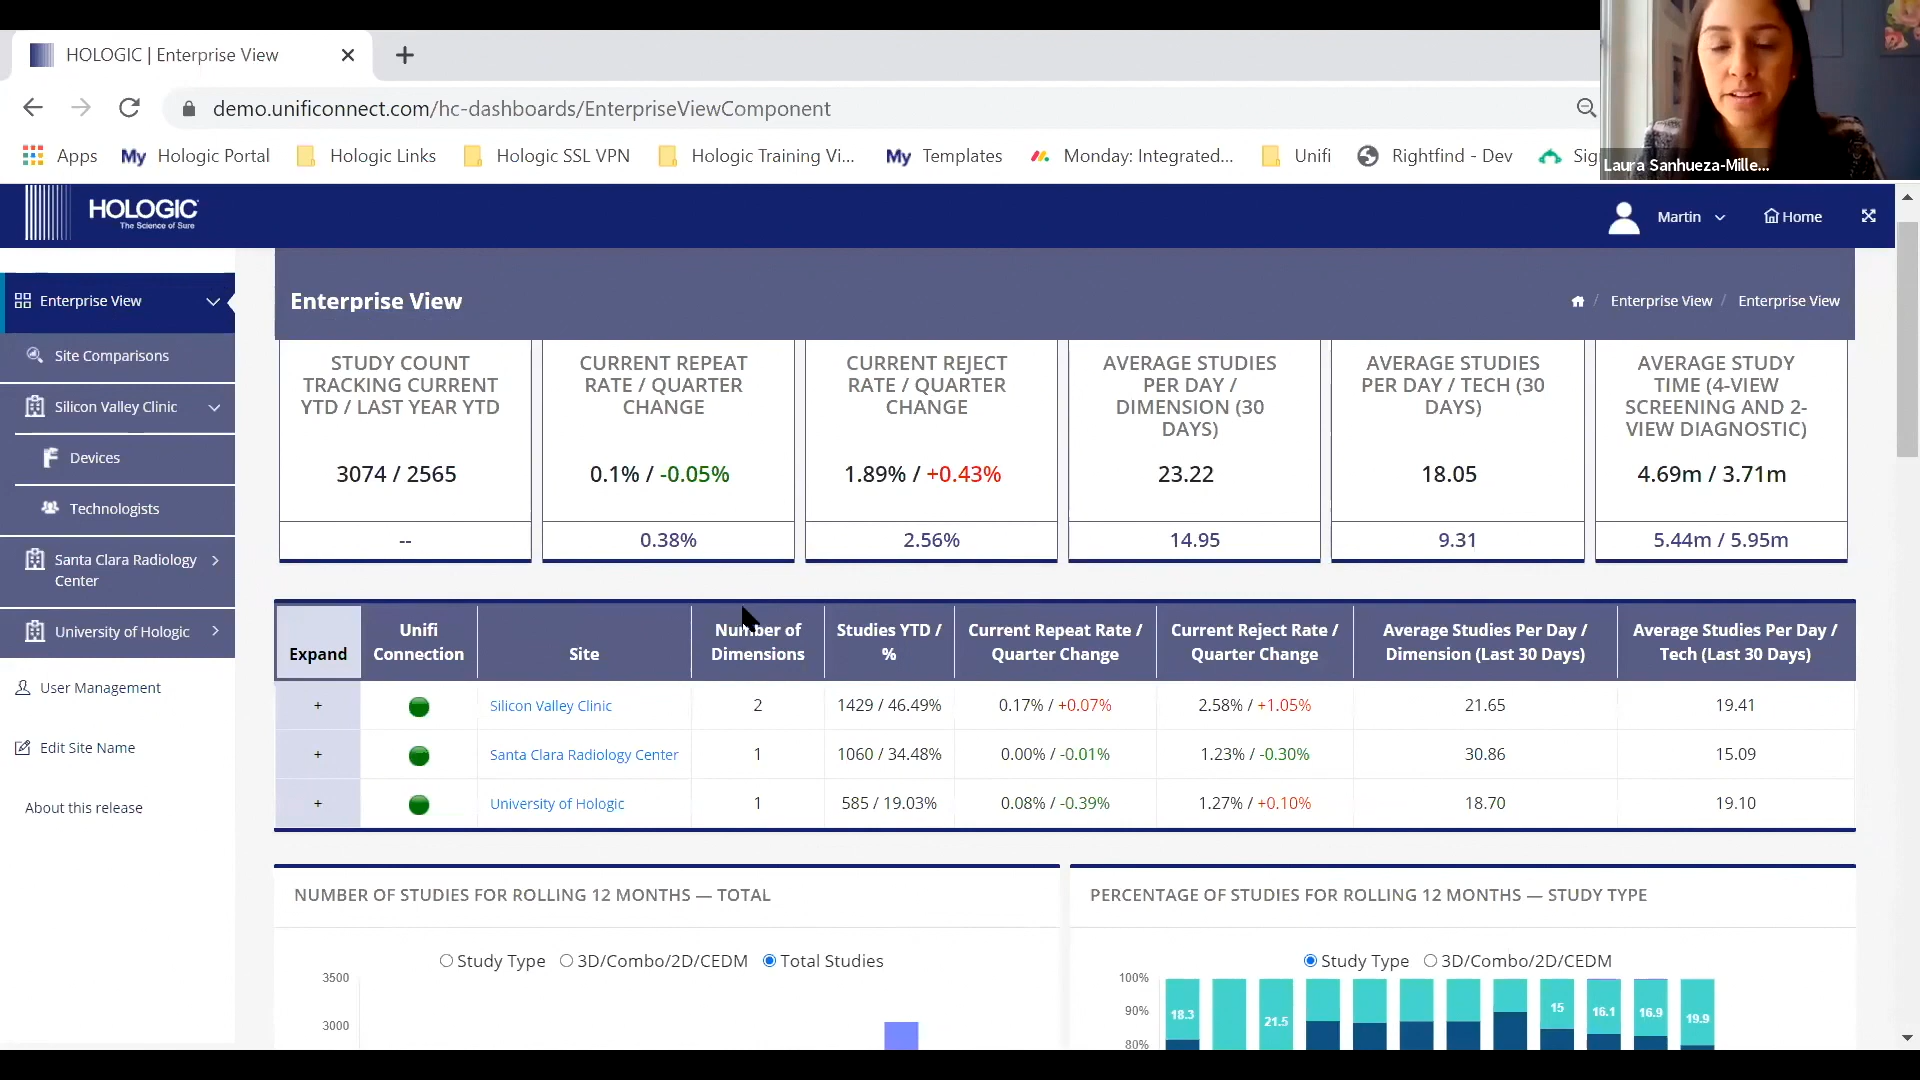 HOLOGIC | Enterprise View
demo.unificonnect.com/hc-dashboards/EnterpriseViewComponent
Apps My Hologic Portal Hologic Links Hologic SSL VPN Hologic Training Vi... My Templates Monday: Integrated... Unifi Rightfind - Dev Sig
Laura Sanhueza-Mille...
HOLOGIC
The Science of Sure
Martin Home
Enterprise View
Site Comparisons
Silicon Valley Clinic
Devices
Technologists
Santa Clara Radiology
Center
University of Hologic
User Management
Edit Site Name
About this release
Enterprise View
/ Enterprise View / Enterprise View
STUDY COUNT
TRACKING CURRENT
YTD / LAST YEAR YTD
3074 / 2565
--
CURRENT REPEAT
RATE / QUARTER
CHANGE
0.1% / -0.05%
0.38%
CURRENT REJECT
RATE / QUARTER
CHANGE
1.89% / +0.43%
2.56%
AVERAGE STUDIES
PER DAY /
DIMENSION (30
DAYS)
23.22
14.95
AVERAGE STUDIES
PER DAY / TECH (30
DAYS)
18.05
9.31
AVERAGE STUDY
TIME (4-VIEW
SCREENING AND 2-
VIEW DIAGNOSTIC)
4.69m / 3.71m
5.44m / 5.95m
Expand
Unifi
Connection
Site
Number of
Dimensions
Studies YTD /
%
Current Repeat Rate /
Quarter Change
Current Reject Rate /
Quarter Change
Average Studies Per Day /
Dimension (Last 30 Days)
Average Studies Per Day /
Tech (Last 30 Days)
+ Silicon Valley Clinic 2 1429 / 46.49% 0.17% / +0.07% 2.58% / +1.05% 21.65 19.41
+ Santa Clara Radiology Center 1 1060 / 34.48% 0.00% / -0.01% 1.23% / -0.30% 30.86 15.09
+ University of Hologic 1 585 / 19.03% 0.08% / -0.39% 1.27% / +0.10% 18.70 19.10
NUMBER OF STUDIES FOR ROLLING 12 MONTHS — TOTAL
Study Type 3D/Combo/2D/CEDM Total Studies
3500
3000
PERCENTAGE OF STUDIES FOR ROLLING 12 MONTHS — STUDY TYPE
Study Type 3D/Combo/2D/CEDM
100%
90%
80%
18.3 21.5 15 16.1 16.9 19.9